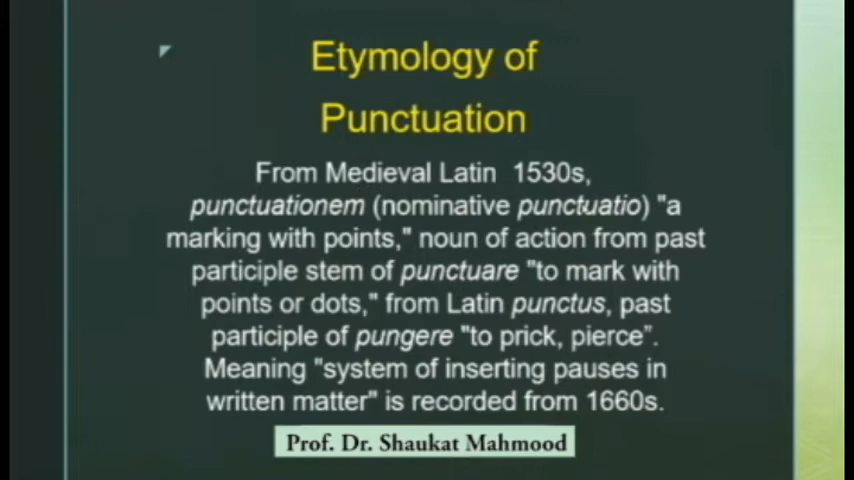 Etymology of
Punctuation
From Medieval Latin 1530s,
punctuationem (nominative punctuatio) "a
marking with points," noun of action from past
participle stem of punctuare "to mark with
points or dots," from Latin punctus, past
participle of pungere "to prick, pierce”.
Meaning "system of inserting pauses in
written matter" is recorded from 1660s.
Prof. Dr. Shaukat Mahmood